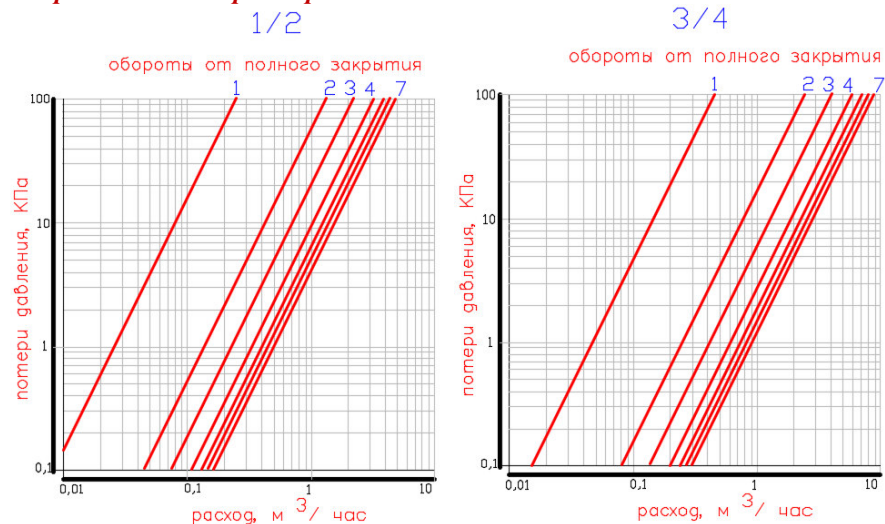 1/2
обороты от полного закрытия
1 2 3 4 7
100
10
1
0,1
потери давления, КПа
0,01 0,1 1 10
расход, м 3/ час
3/4
обороты от полного закрытия
1 2 3 4 7
100
10
1
0,1
потери давления, КПа
0,01 0,1 1 10
расход, м 3/ час